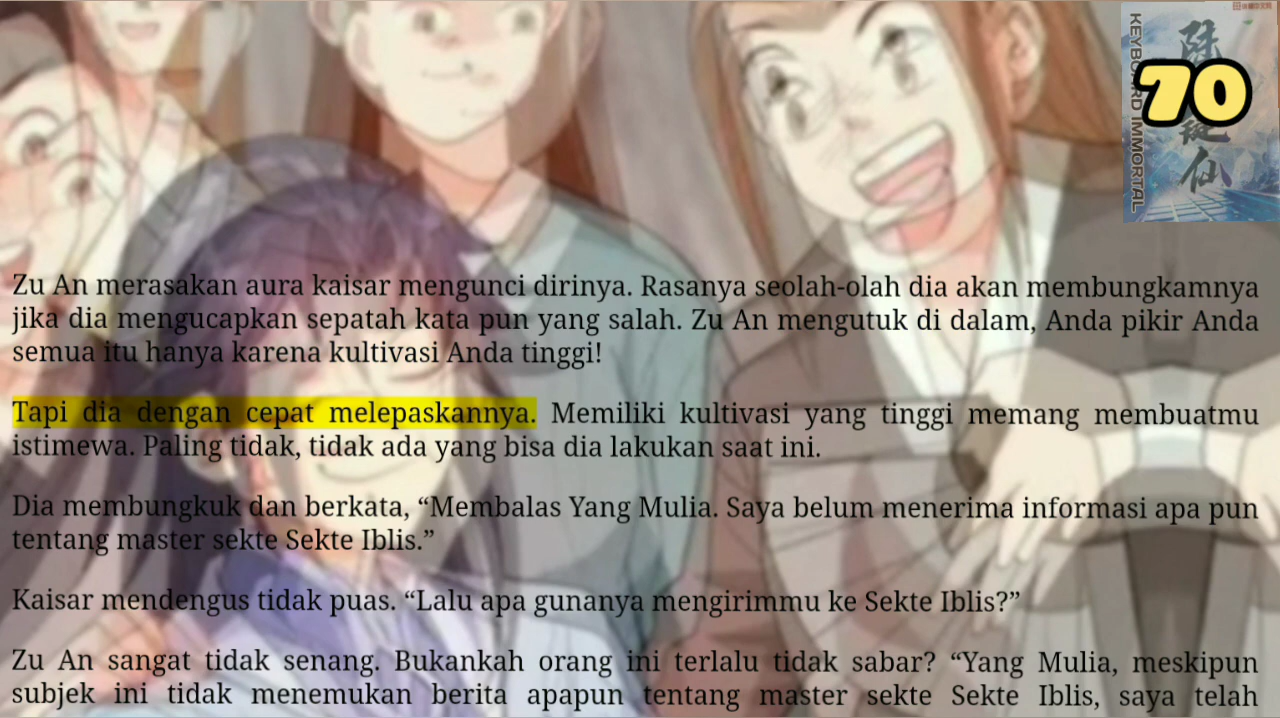 KEYBOARD IMMORTAL
70
仙
Zu An merasakan aura kaisar mengunci dirinya. Rasanya seolah-olah dia akan membungkamnya
jika dia mengucapkan sepatah kata pun yang salah. Zu An mengutuk di dalam, Anda pikir Anda
semua itu hanya karena kultivasi Anda tinggi!
Tapi dia dengan cepat melepaskannya. Memiliki kultivasi yang tinggi memang membuatmu
istimewa. Paling tidak, tidak ada yang bisa dia lakukan saat ini.
Dia membungkuk dan berkata, “Membalas Yang Mulia. Saya belum menerima informasi apa pun
tentang master sekte Sekte Iblis.”
Kaisar mendengus tidak puas. “Lalu apa gunanya mengirimmu ke Sekte Iblis?”
Zu An sangat tidak senang. Bukankah orang ini terlalu tidak sabar? “Yang Mulia, meskipun
subjek ini tidak menemukan berita apapun tentang master sekte Sekte Iblis, saya telah